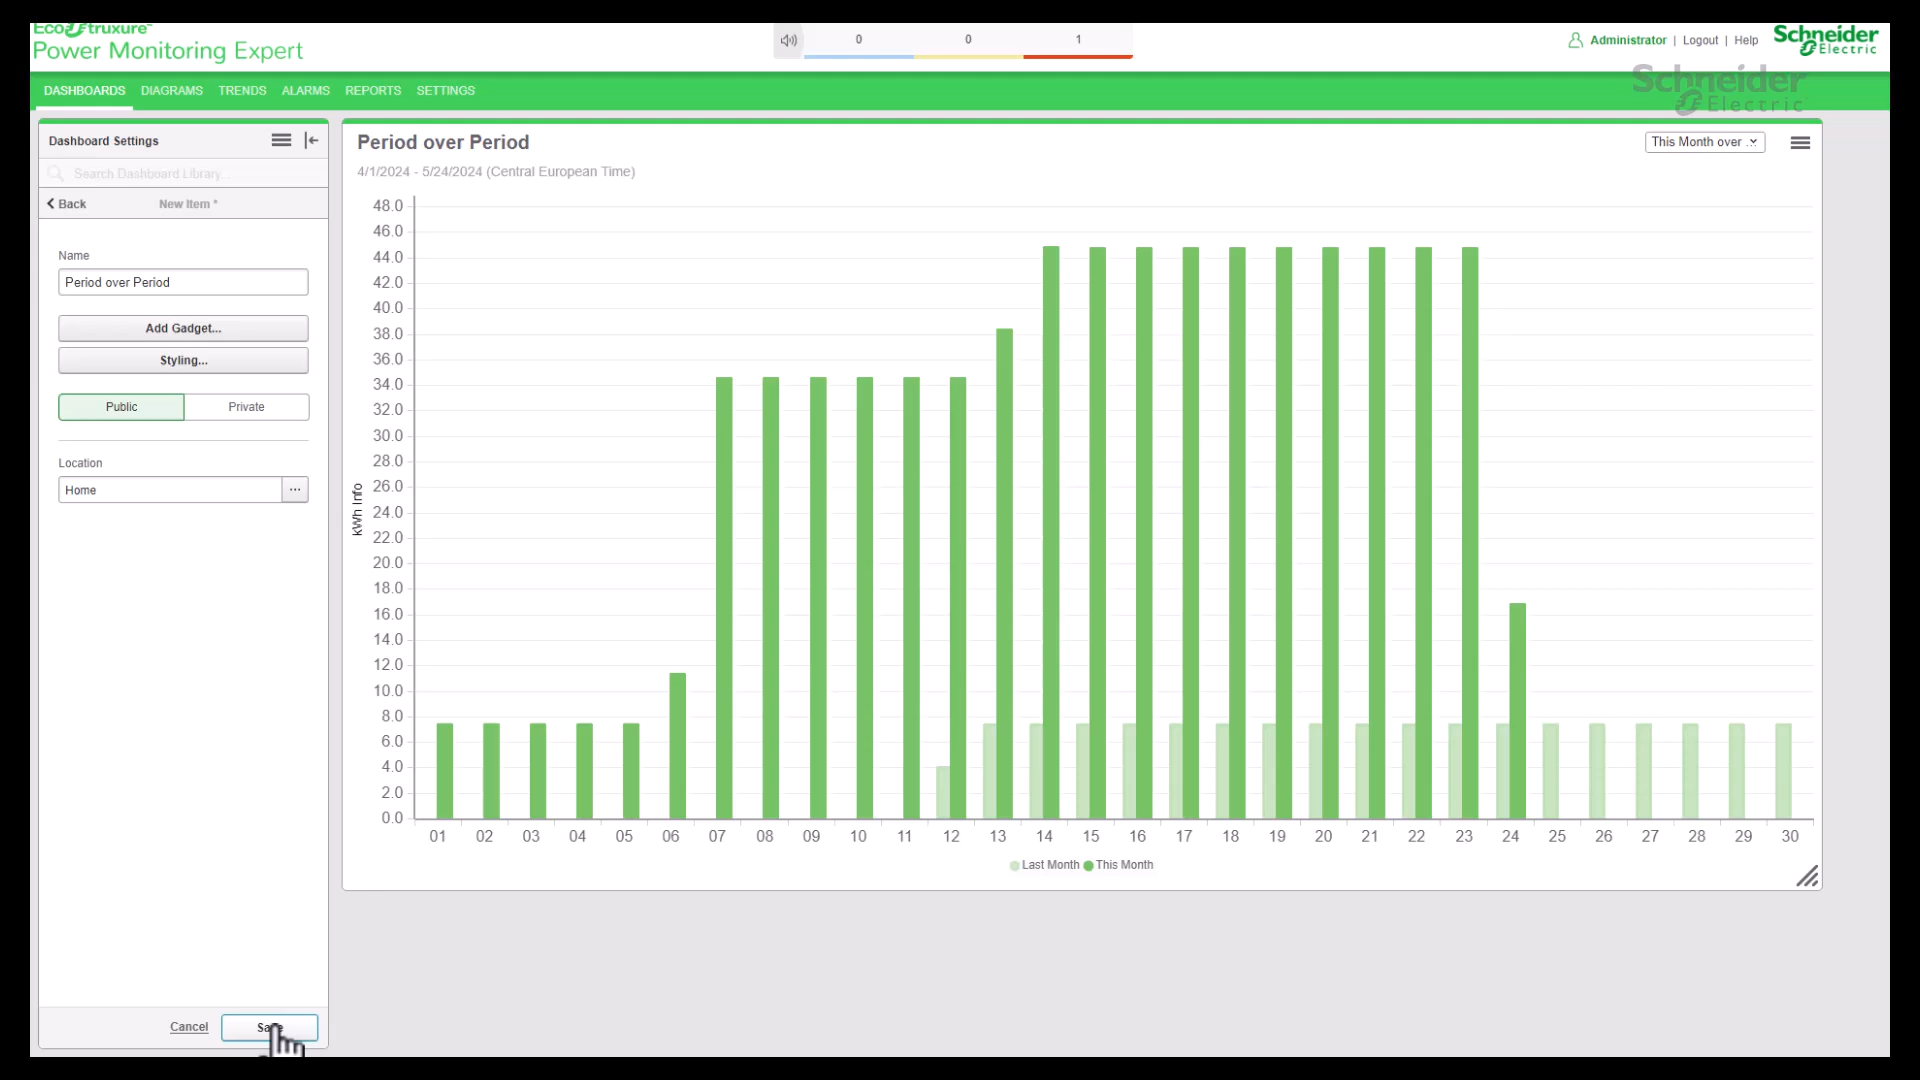 EcoStruxure™
Power Monitoring Expert
0 0 1
Administrator | Logout | Help
Schneider Electric
DASHBOARDS DIAGRAMS TRENDS ALARMS REPORTS SETTINGS
Schneider Electric
Dashboard Settings
Search Dashboard Library...
Back New Item *
Name
Period over Period
Add Gadget...
Styling...
Public Private
Location
Home ...
Cancel
Period over Period
This Month over ...
4/1/2024 - 5/24/2024 (Central European Time)
kWh Info
48.0
46.0
44.0
42.0
40.0
38.0
36.0
34.0
32.0
30.0
28.0
26.0
24.0
22.0
20.0
18.0
16.0
14.0
12.0
10.0
8.0
6.0
4.0
2.0
0.0
01 02 03 04 05 06 07 08 09 10 11 12 13 14 15 16 17 18 19 20 21 22 23 24 25 26 27 28 29 30
Last Month This Month